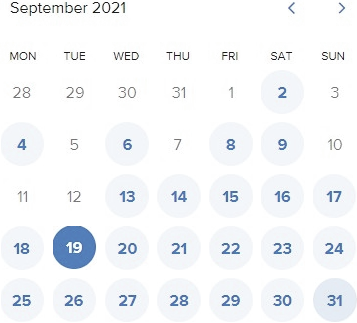 September 2021 < >
MON TUE WED THU FRI SAT SUN
28 29 30 31 1 2 3
4 5 6 7 8 9 10
11 12 13 14 15 16 17
18 19 20 21 22 23 24
25 26 27 28 29 30 31